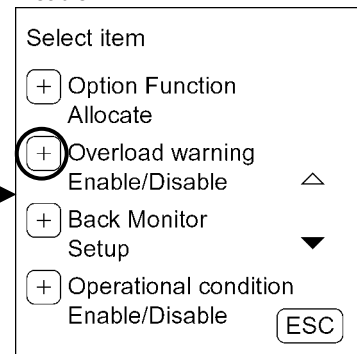 Select item
+ Option Function
Allocate
+ Overload warning
Enable/Disable
+ Back Monitor
Setup
+ Operational condition
Enable/Disable
ESC